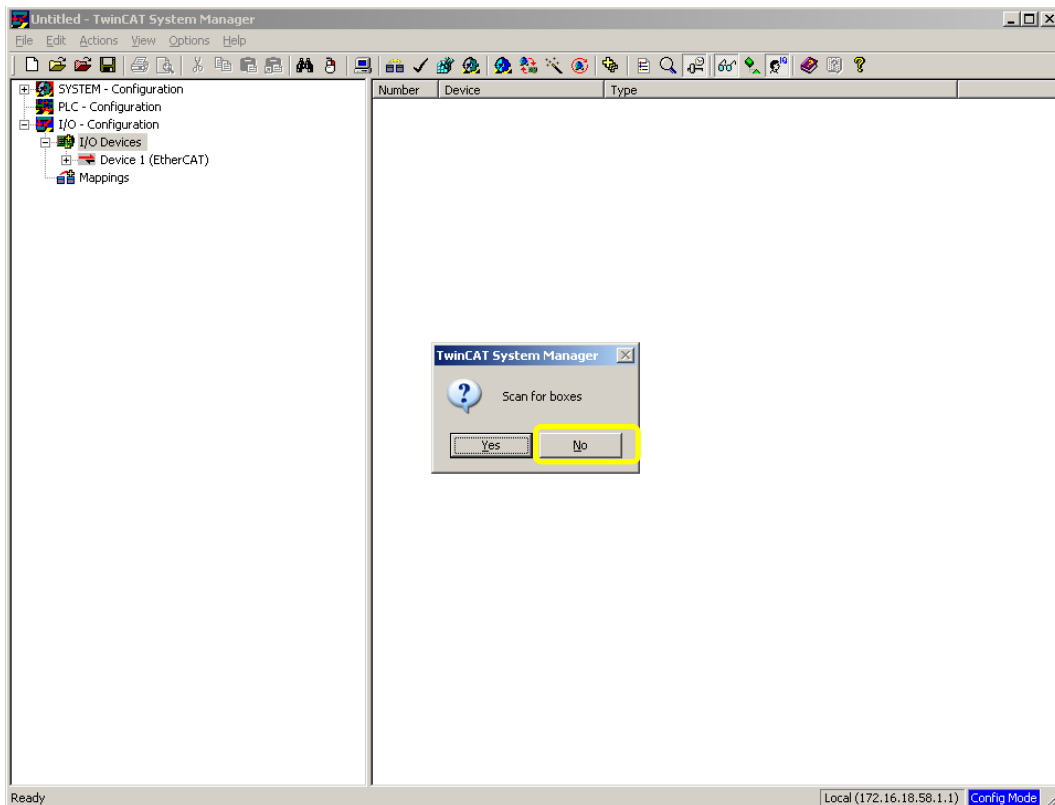 Untitled - TwinCAT System Manager
File Edit Actions View Options Help
SYSTEM - Configuration
PLC - Configuration
I/O - Configuration
I/O Devices
Device 1 (EtherCAT)
Mappings
Number Device Type
TwinCAT System Manager
Scan for boxes
Yes No
Ready Local (172.16.18.58.1.1) Config Mode